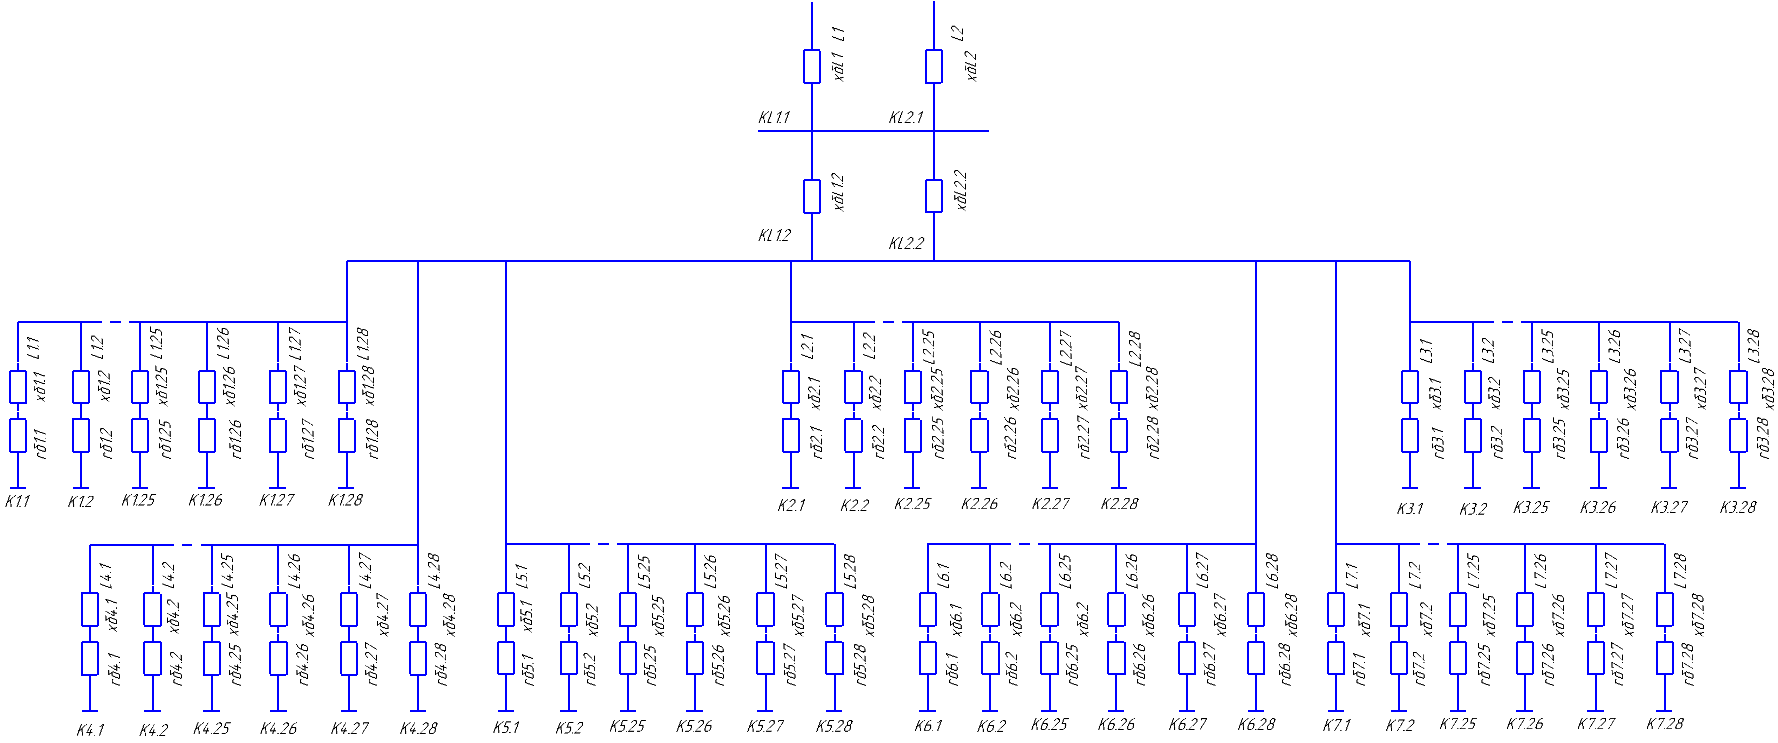 L1
L2
xбL1
xбL2
KL1.1
KL2.1
xбL1.2
xбL2.2
KL1.2
KL2.2
L1.1 L1.2 L1.25 L1.26 L1.27 L1.28
xб1.1 xб1.2 xб1.25 xб1.26 xб1.27 xб1.28
rб1.1 rб1.2 rб1.25 rб1.26 rб1.27 rб1.28
K1.1 K1.2 K1.25 K1.26 K1.27 K1.28
L2.1 L2.2 L2.25 L2.26 L2.27 L2.28
xб2.1 xб2.2 xб2.25 xб2.26 xб2.27 xб2.28
rб2.1 rб2.2 rб2.25 rб2.26 rб2.27 rб2.28
K2.1 K2.2 K2.25 K2.26 K2.27 K2.28
L3.1 L3.2 L3.25 L3.26 L3.27 L3.28
xб3.1 xб3.2 xб3.25 xб3.26 xб3.27 xб3.28
rб3.1 rб3.2 rб3.25 rб3.26 rб3.27 rб3.28
K3.1 K3.2 K3.25 K3.26 K3.27 K3.28
L4.1 L4.2 L4.25 L4.26 L4.27 L4.28
xб4.1 xб4.2 xб4.25 xб4.26 xб4.27 xб4.28
rб4.1 rб4.2 rб4.25 rб4.26 rб4.27 rб4.28
K4.1 K4.2 K4.25 K4.26 K4.27 K4.28
L5.1 L5.2 L5.25 L5.26 L5.27 L5.28
xб5.1 xб5.2 xб5.25 xб5.26 xб5.27 xб5.28
rб5.1 rб5.2 rб5.25 rб5.26 rб5.27 rб5.28
K5.1 K5.2 K5.25 K5.26 K5.27 K5.28
L6.1 L6.2 L6.25 L6.26 L6.27 L6.28
xб6.1 xб6.2 xб6.2 xб6.26 xб6.27 xб6.28
rб6.1 rб6.2 rб6.25 rб6.26 rб6.27 rб6.28
K6.1 K6.2 K6.25 K6.26 K6.27 K6.28
L7.1 L7.2 L7.25 L7.26 L7.27 L7.28
xб7.1 xб7.2 xб7.25 xб7.26 xб7.27 xб7.28
rб7.1 rб7.2 rб7.25 rб7.26 rб7.27 rб7.28
K7.1 K7.2 K7.25 K7.26 K7.27 K7.28